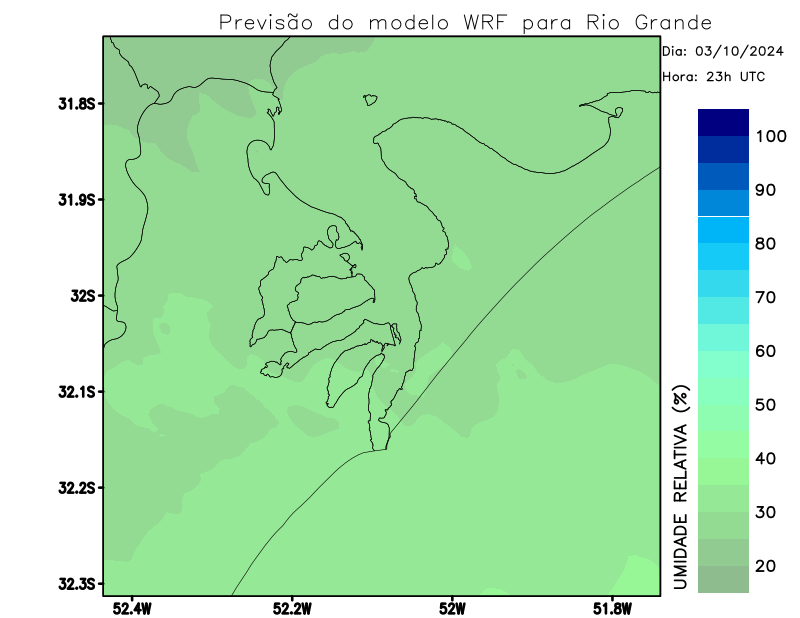 Previsão do modelo WRF para Rio Grande
Dia: 03/10/2024
Hora: 23h UTC
31.8S
31.9S
32S
32.1S
32.2S
32.3S
52.4W
52.2W
52W
51.8W
100
90
80
70
60
50
40
30
20
UMIDADE RELATIVA (%)